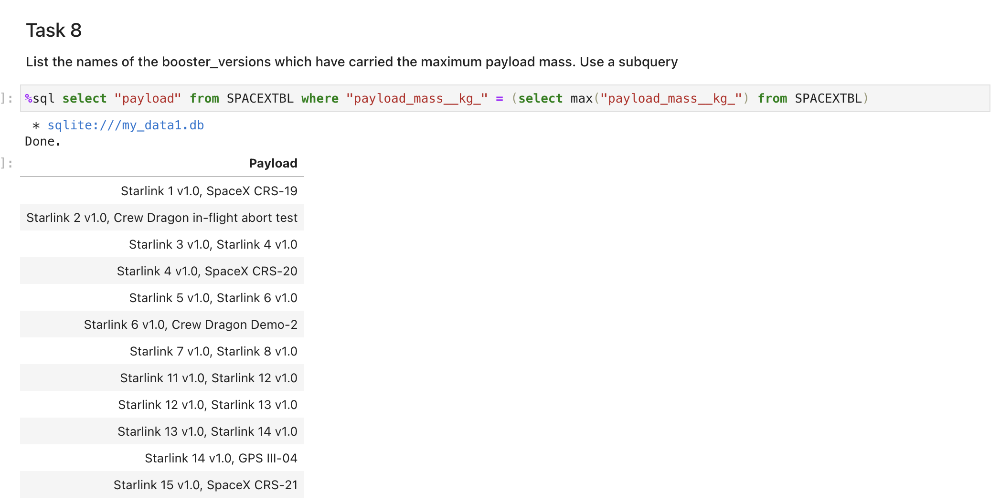 Task 8
List the names of the booster_versions which have carried the maximum payload mass. Use a subquery
]: %sql select "payload" from SPACEXTBL where "payload_mass__kg_" = (select max("payload_mass__kg_") from SPACEXTBL)
* sqlite:///my_data1.db
Done.
]: Payload
Starlink 1 v1.0, SpaceX CRS-19
Starlink 2 v1.0, Crew Dragon in-flight abort test
Starlink 3 v1.0, Starlink 4 v1.0
Starlink 4 v1.0, SpaceX CRS-20
Starlink 5 v1.0, Starlink 6 v1.0
Starlink 6 v1.0, Crew Dragon Demo-2
Starlink 7 v1.0, Starlink 8 v1.0
Starlink 11 v1.0, Starlink 12 v1.0
Starlink 12 v1.0, Starlink 13 v1.0
Starlink 13 v1.0, Starlink 14 v1.0
Starlink 14 v1.0, GPS III-04
Starlink 15 v1.0, SpaceX CRS-21